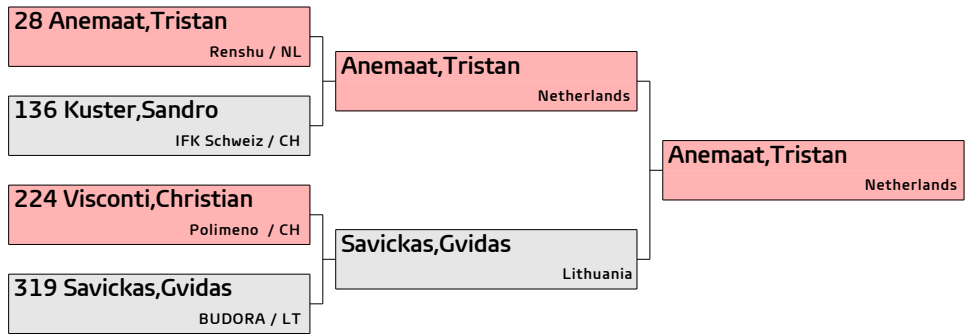 28 Anemaat,Tristan
Renshu / NL
136 Kuster,Sandro
IFK Schweiz / CH
224 Visconti,Christian
Polimeno / CH
319 Savickas,Gvidas
BUDORA / LT
Anemaat,Tristan
Netherlands
Savickas,Gvidas
Lithuania
Anemaat,Tristan
Netherlands